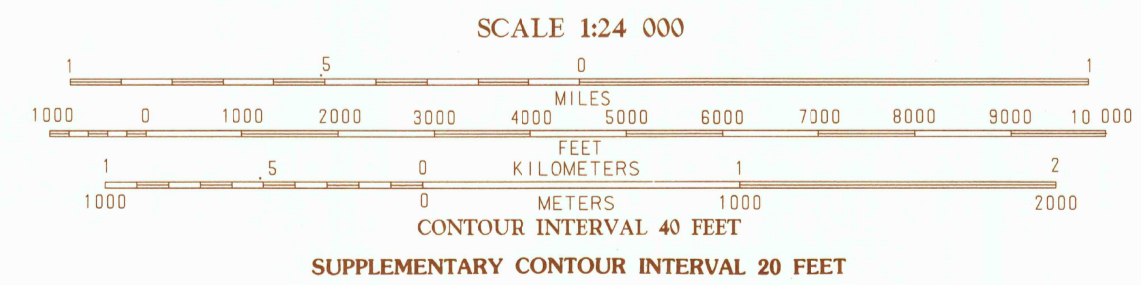 SCALE 1:24 000
1 .5 0 1
MILES
1000 0 1000 2000 3000 4000 5000 6000 7000 8000 9000 10 000
FEET
1 .5 0 KILOMETERS 1 2
1000 0 METERS 1000 2000
CONTOUR INTERVAL 40 FEET
SUPPLEMENTARY CONTOUR INTERVAL 20 FEET